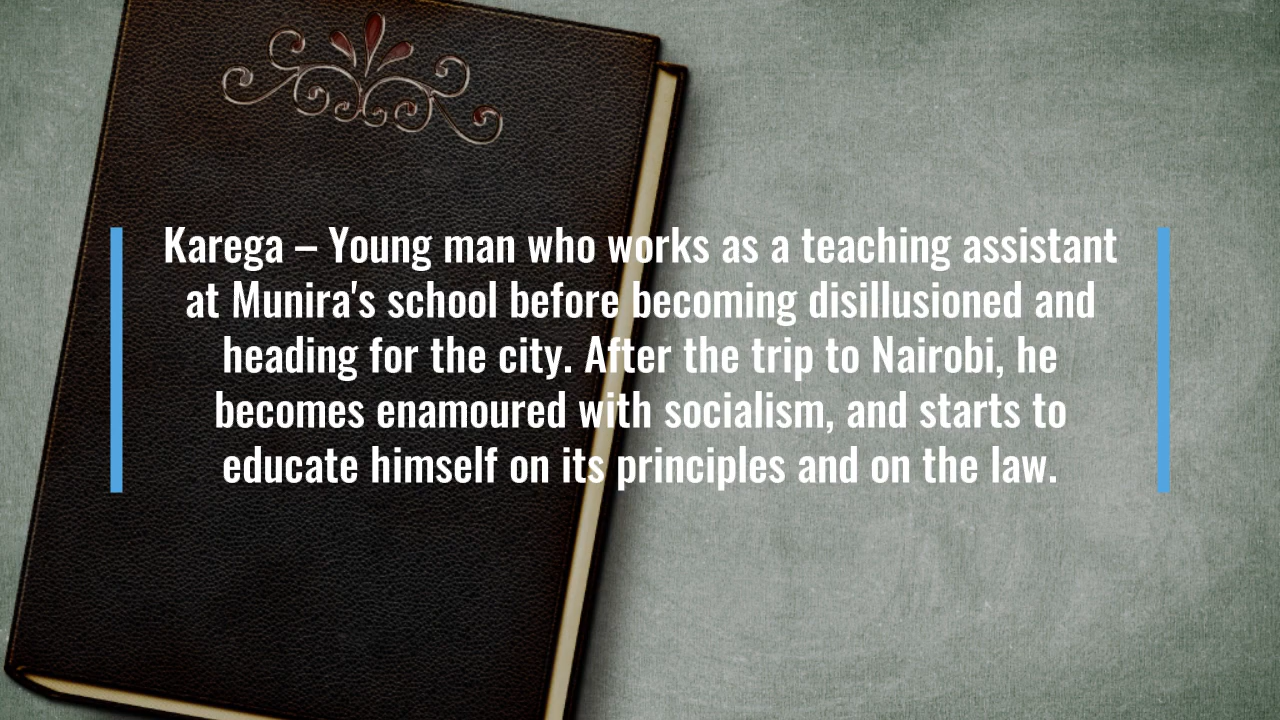 Karega – Young man who works as a teaching assistant
at Munira's school before becoming disillusioned and
heading for the city. After the trip to Nairobi, he
becomes enamoured with socialism, and starts to
educate himself on its principles and on the law.